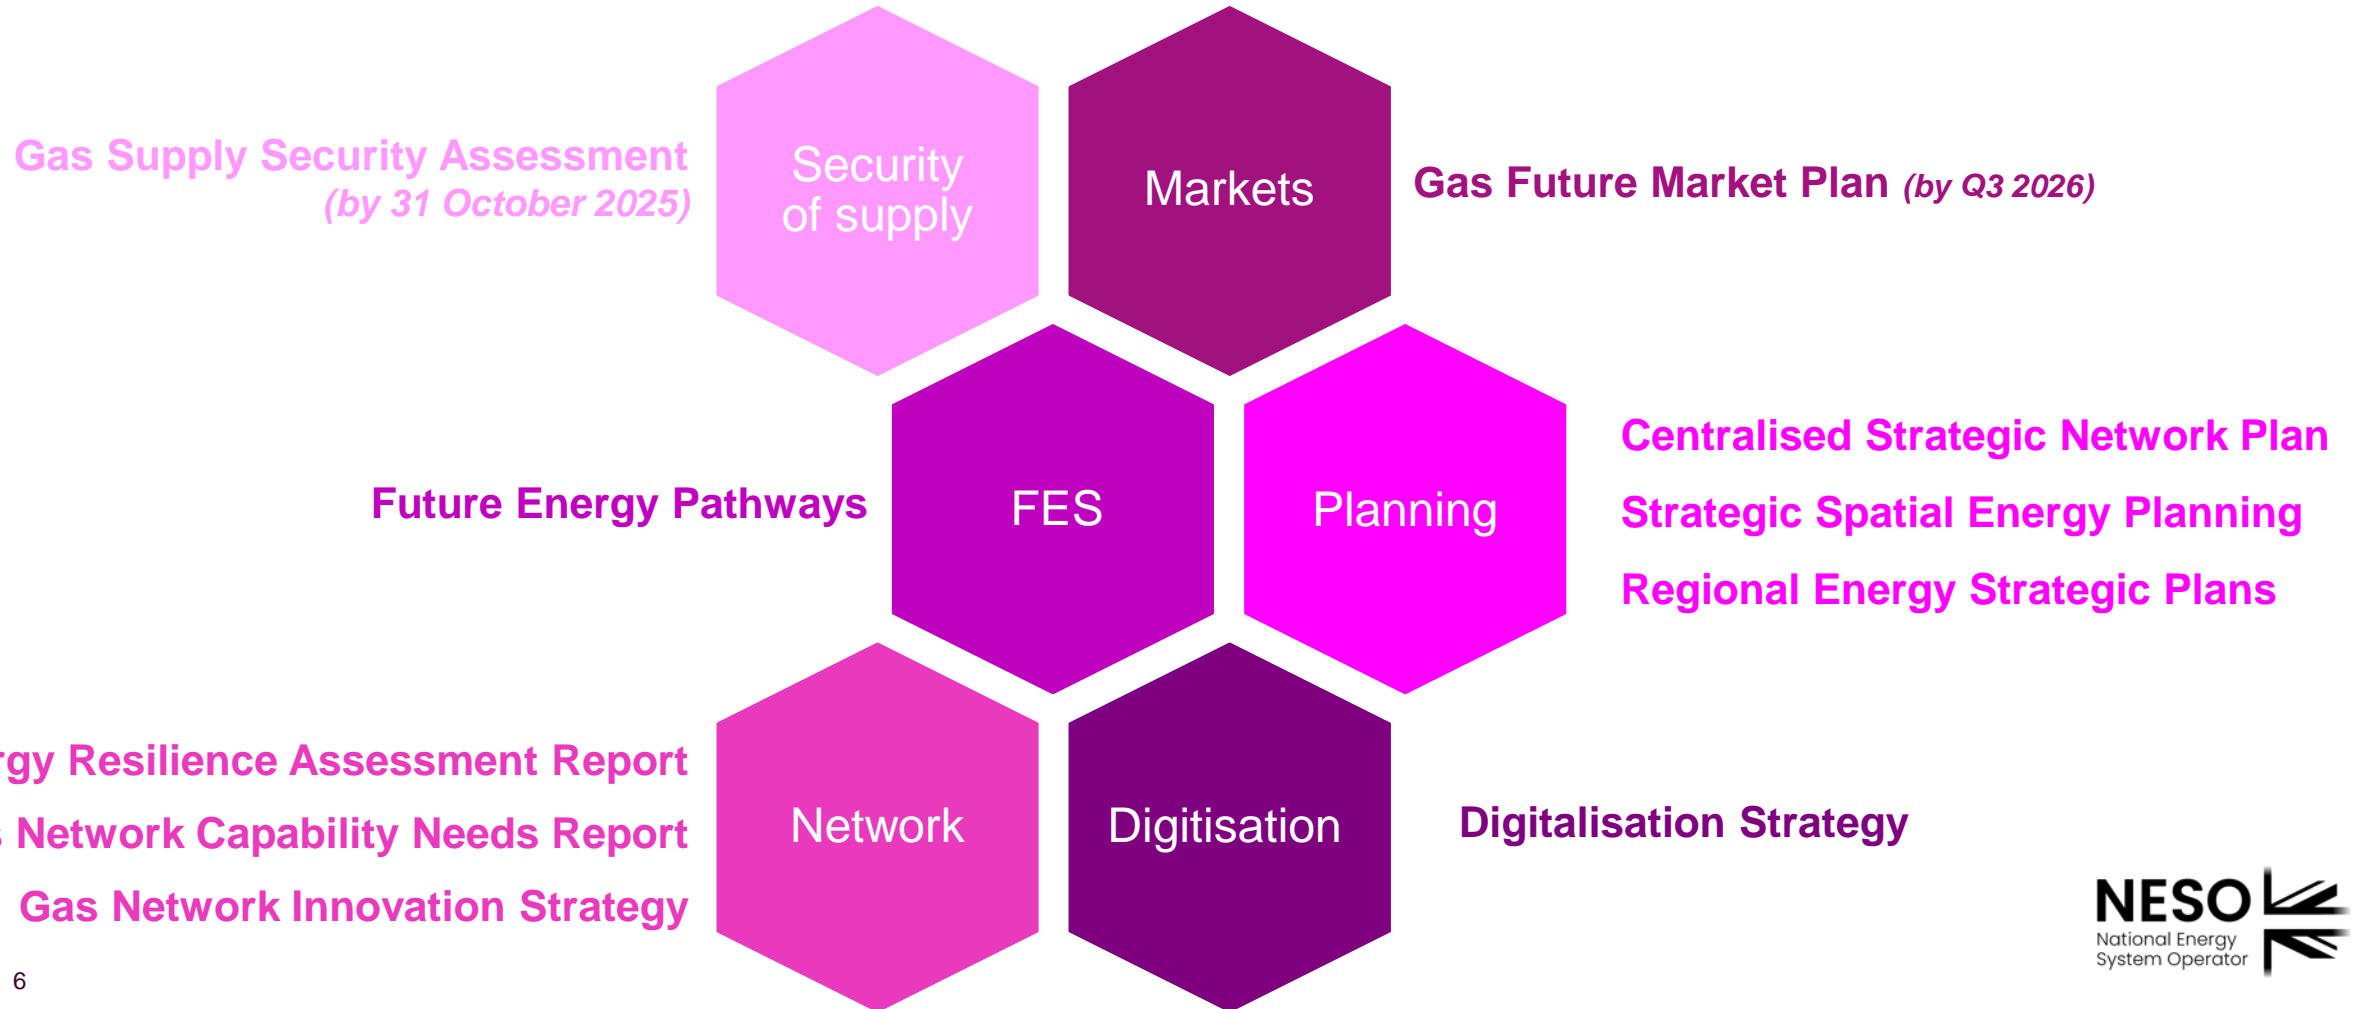 Gas Supply Security Assessment
(by 31 October 2025)
Security
of supply
Markets
Gas Future Market Plan (by Q3 2026)
Future Energy Pathways
FES
Planning
Centralised Strategic Network Plan
Strategic Spatial Energy Planning
Regional Energy Strategic Plans
Resilience Assessment Report
Network Capability Needs Report
Gas Network Innovation Strategy
Network
Digitisation
Digitalisation Strategy
NESO
National Energy
System Operator
6